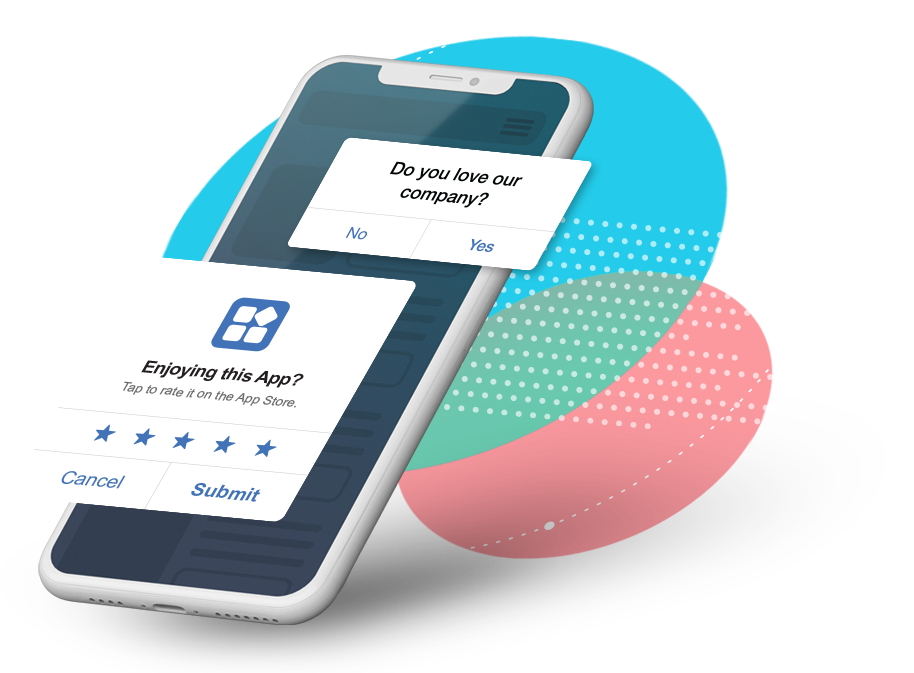 Do you love our
company?
No
Yes
Enjoying this App?
Tap to rate it on the App Store.
Cancel
Submit